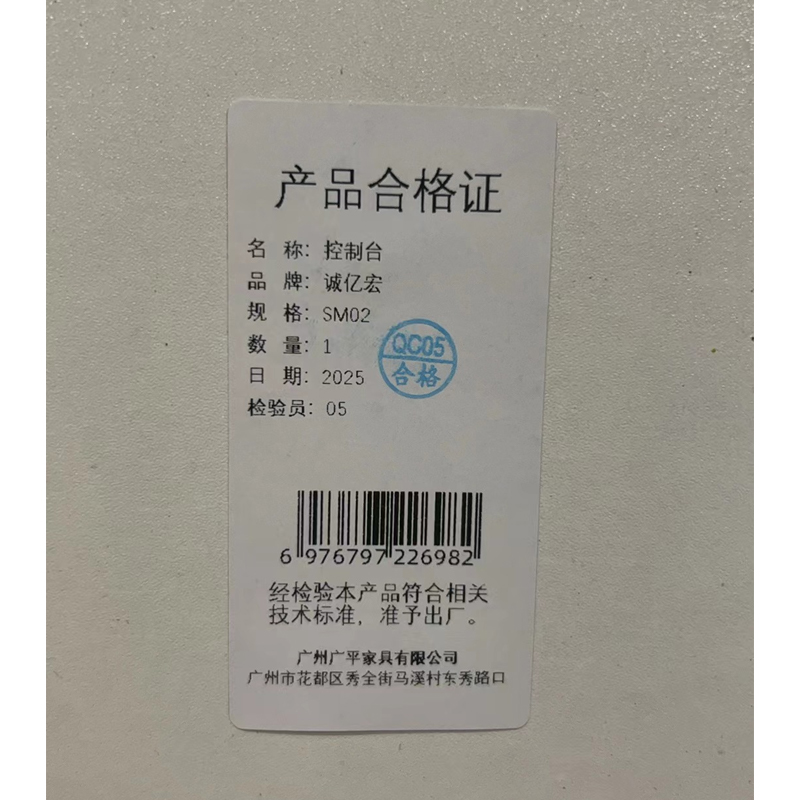 产品合格证
名 称：控制台
品 牌：诚亿宏
规 格：SM02
数 量：1
日 期：2025
检验员：05
QC05
合格
6 976797 226982
经检验本产品符合相关
技术标准，准予出厂。
广州广平家具有限公司
广州市花都区秀全街马溪村东秀路口